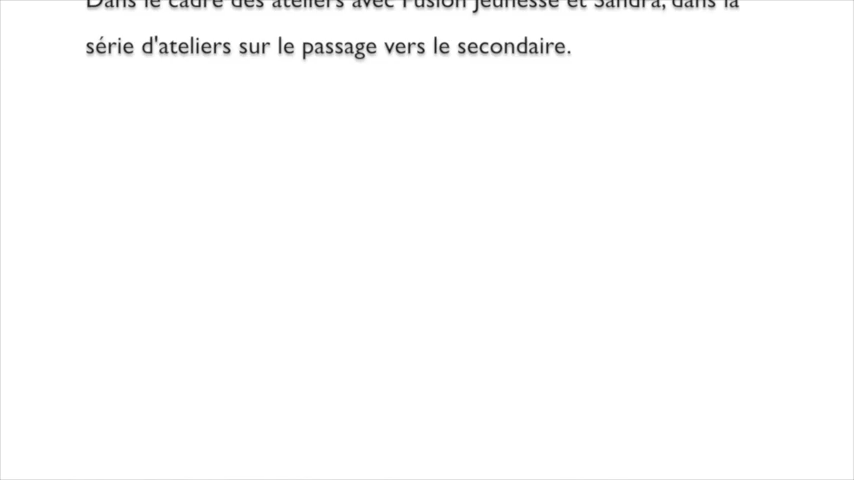 Dans le cadre des ateliers avec Fusion Jeunesse et Sandra, dans la
série d'ateliers sur le passage vers le secondaire.